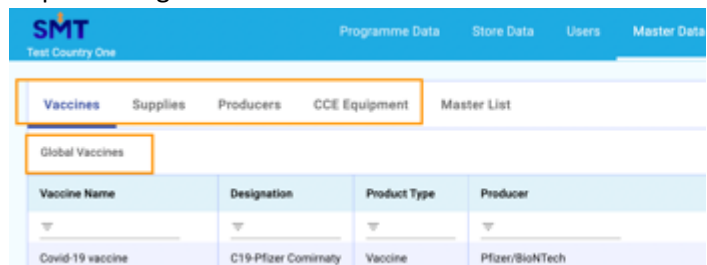 SMT
Programme Data Store Data Users Master Data
Test Country One
Vaccines Supplies Producers CCE Equipment Master List
Global Vaccines
Vaccine Name Designation Product Type Producer
Covid-19 vaccine C19-Pfizer Comirnaty Vaccine Pfizer/BioNTech